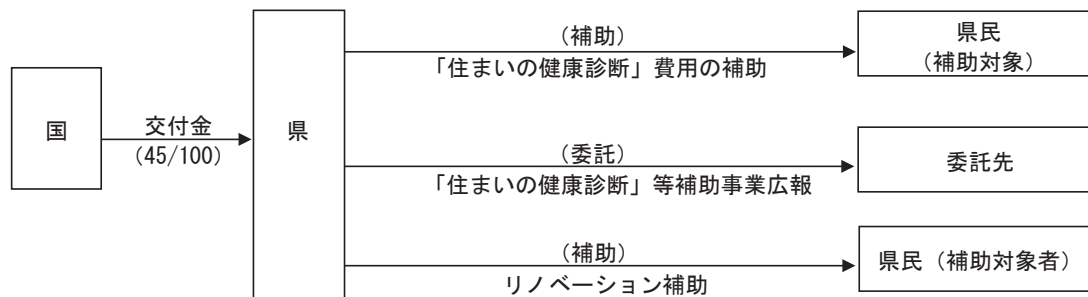 国
交付金
(45/100)
県
(補助)
「住まいの健康診断」費用の補助
県民
(補助対象)
(委託)
「住まいの健康診断」等補助事業広報
委託先
(補助)
リノベーション補助
県民(補助対象者)